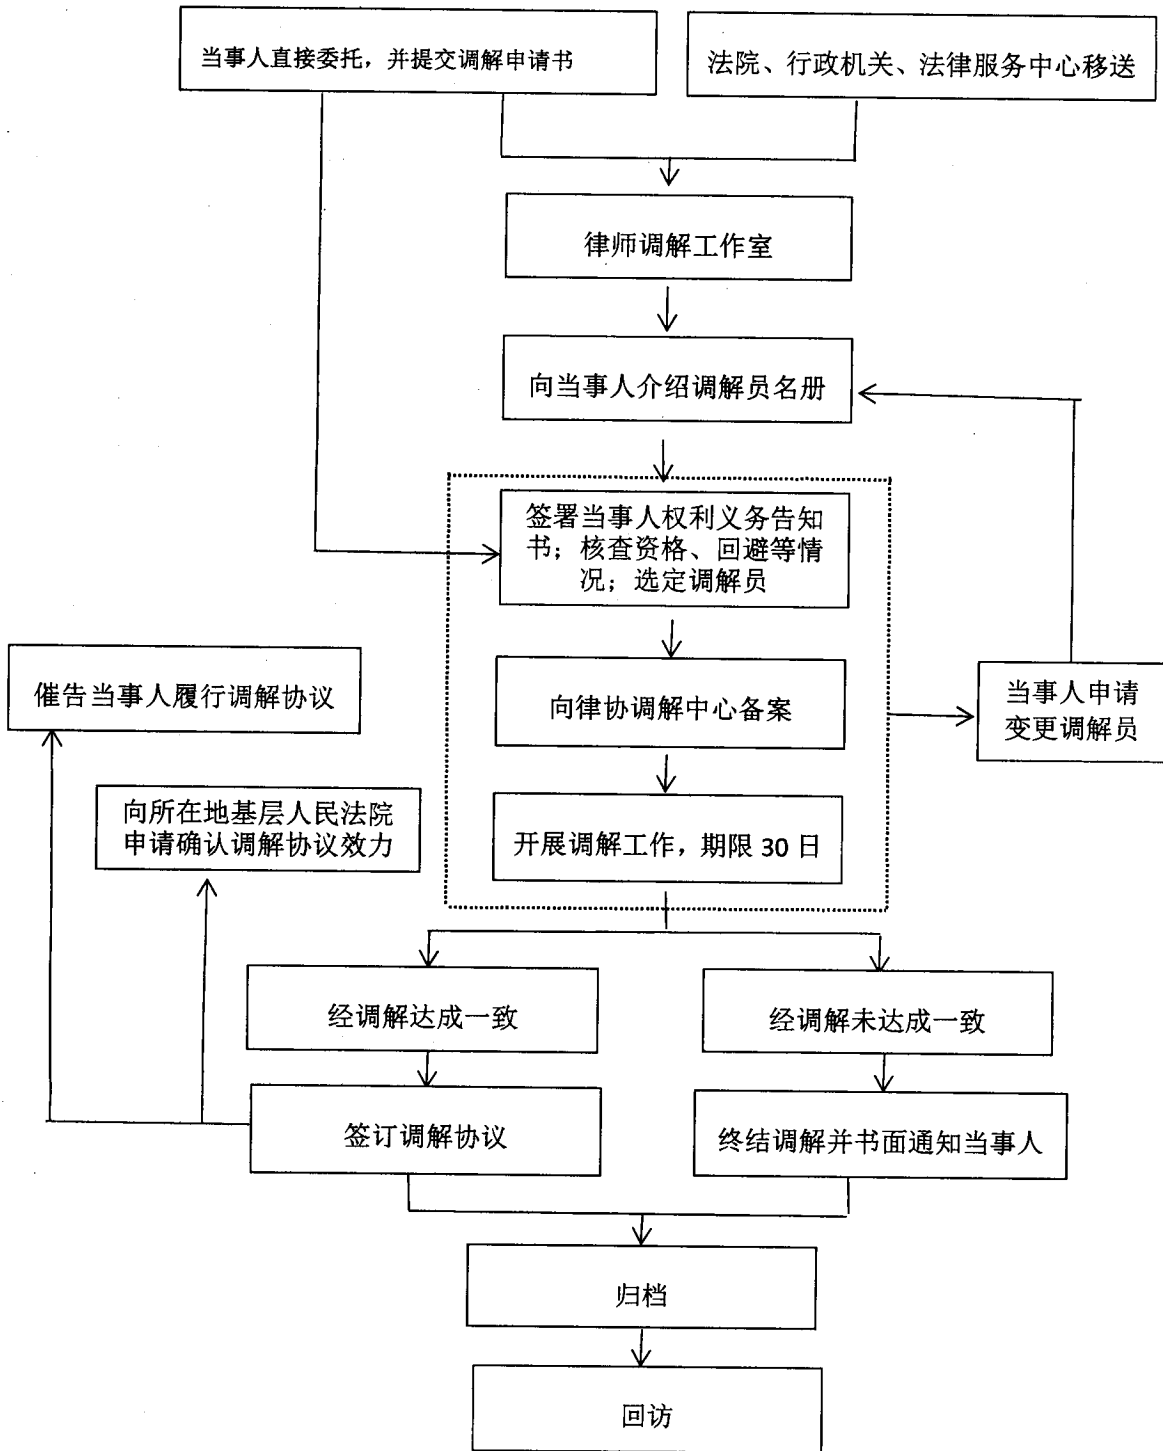 当事人直接委托，并提交调解申请书
法院、行政机关、法律服务中心移送
律师调解工作室
向当事人介绍调解员名册
签署当事人权利义务告知
书；核查资格、回避等情
况；选定调解员
催告当事人履行调解协议
向律协调解中心备案
当事人申请
变更调解员
向所在地基层人民法院
申请确认调解协议效力
开展调解工作，期限 30 日
经调解达成一致
经调解未达成一致
签订调解协议
终结调解并书面通知当事人
归档
回访